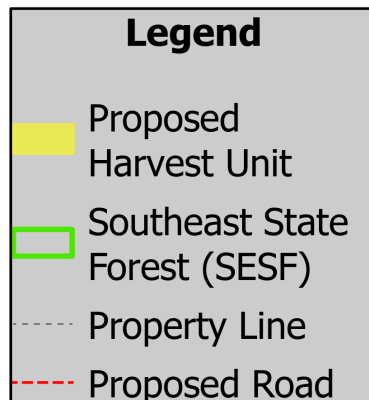 Legend
Proposed
Harvest Unit
Southeast State
Forest (SESF)
Property Line
Proposed Road